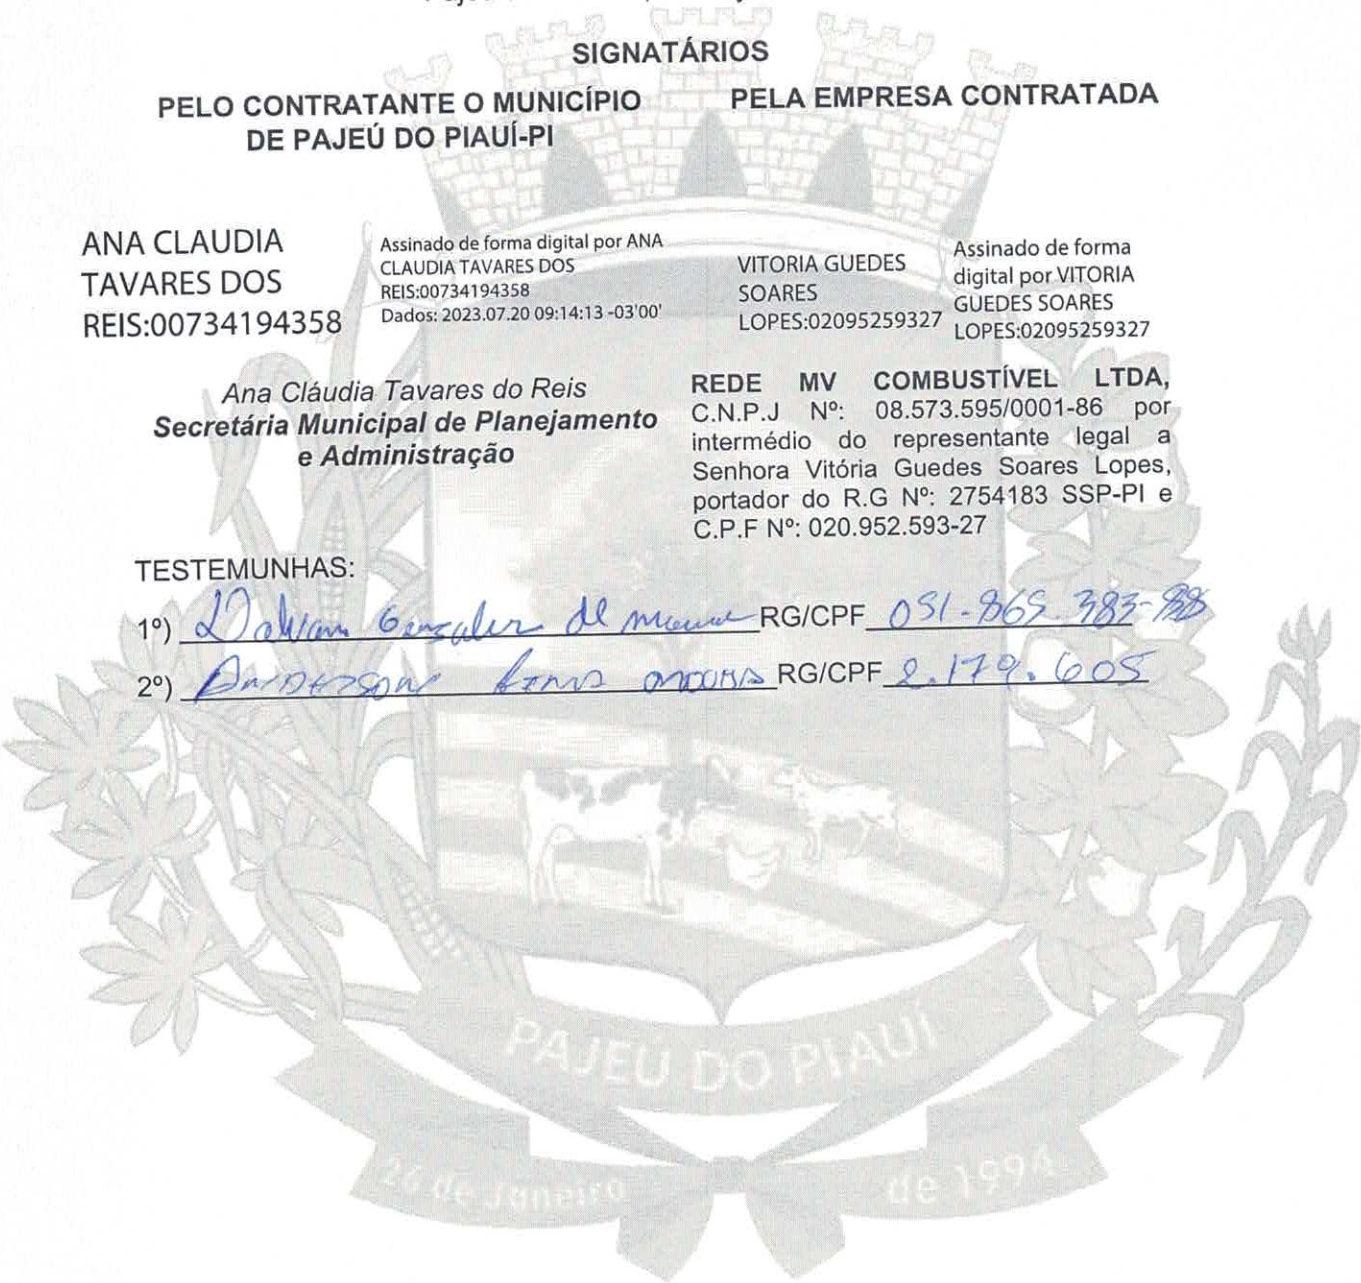 SIGNATÁRIOS
PELO CONTRATANTE O MUNICÍPIO
DE PAJEÚ DO PIAUÍ-PI
PELA EMPRESA CONTRATADA
ANA CLAUDIA
TAVARES DOS
REIS:00734194358
Assinado de forma digital por ANA
CLAUDIA TAVARES DOS
REIS:00734194358
Dados: 2023.07.20 09:14:13 -03'00'
VITORIA GUEDES
SOARES
LOPES:02095259327
Assinado de forma
digital por VITORIA
GUEDES SOARES
LOPES:02095259327
Ana Cláudia Tavares do Reis
Secretária Municipal de Planejamento
e Administração
REDE MV COMBUSTÍVEL LTDA,
C.N.P.J Nº: 08.573.595/0001-86 por
intermédio do representante legal a
Senhora Vitória Guedes Soares Lopes,
portador do R.G Nº: 2754183 SSP-PI e
C.P.F Nº: 020.952.593-27
TESTEMUNHAS:
1º) de RG/CPF
2º) RG/CPF 2.179.605
PAJEÚ DO PIAUÍ
26 de Janeiro de 1994